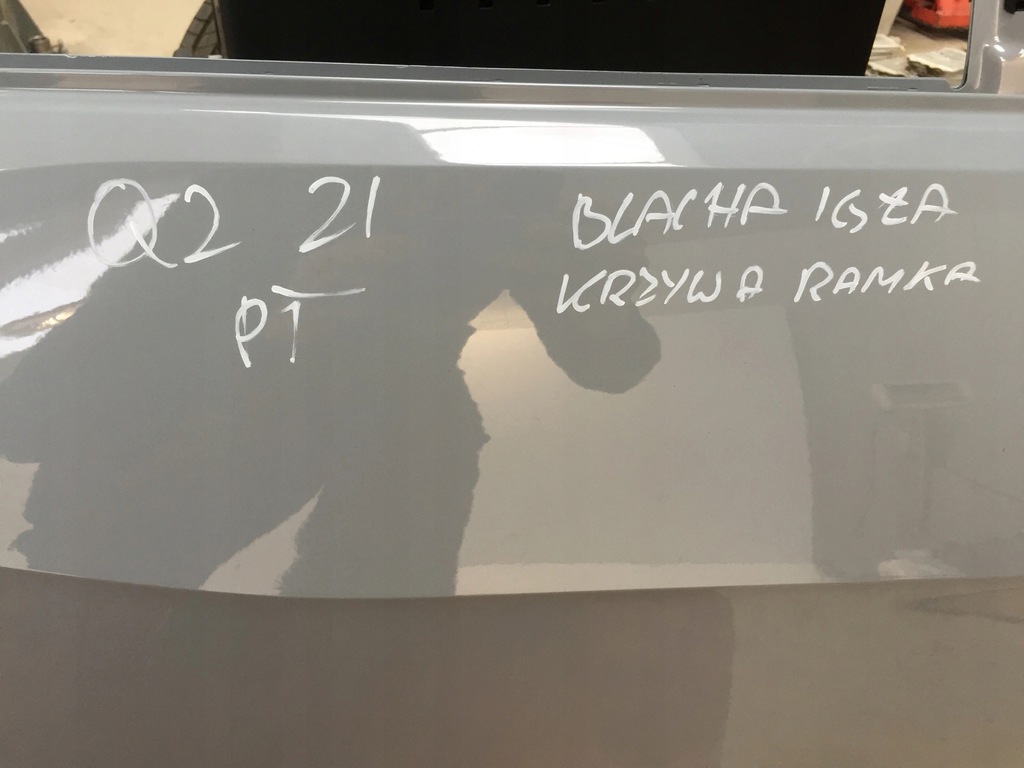 Q2 21
PT
BLACHA IGŁA
KRZYWA RAMKA